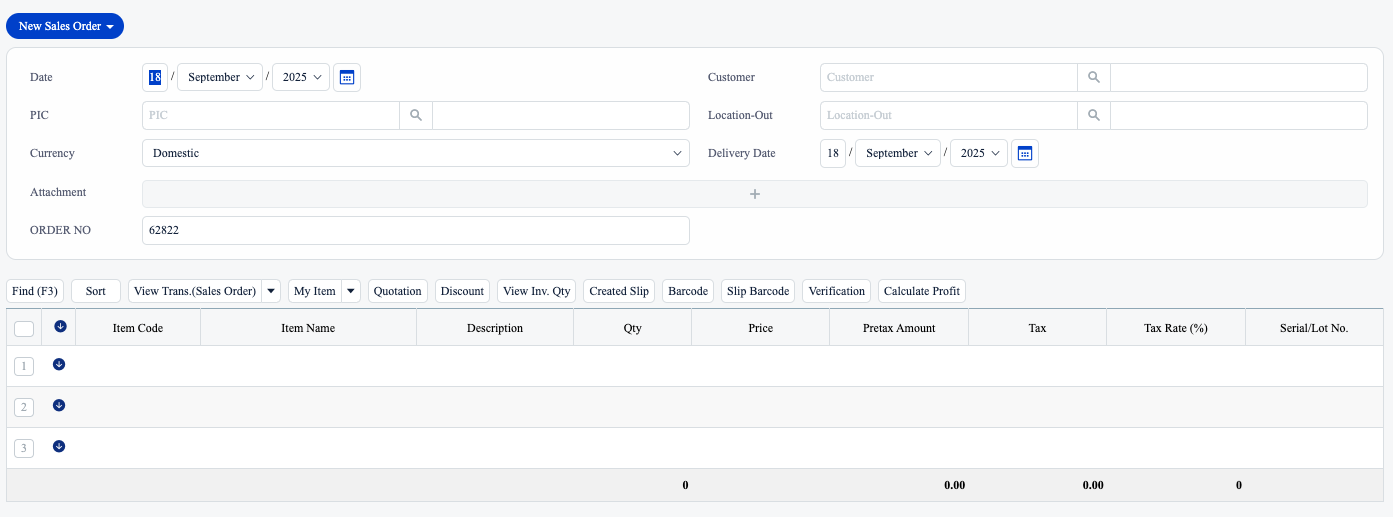 New Sales Order
Date 18 / September / 2025 Customer Customer
PIC PIC Location-Out Location-Out
Currency Domestic Delivery Date 18 / September / 2025
Attachment +
ORDER NO 62822
Find (F3) Sort View Trans.(Sales Order) My Item Quotation Discount View Inv. Qty Created Slip Barcode Slip Barcode Verification Calculate Profit
Item Code Item Name Description Qty Price Pretax Amount Tax Tax Rate (%) Serial/Lot No.
1
2
3
0 0.00 0.00 0